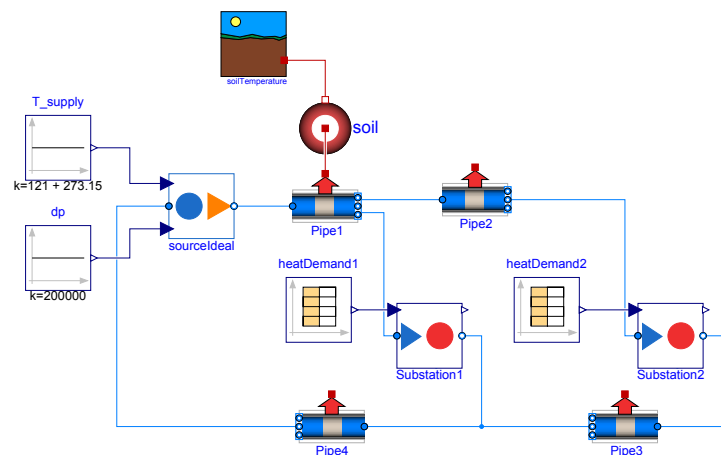 soilTemperature
T_supply
soil
k=121 + 273.15
dp
sourceIdeal
Pipe1
Pipe2
k=200000
heatDemand1
heatDemand2
Substation1
Substation2
Pipe4
Pipe3